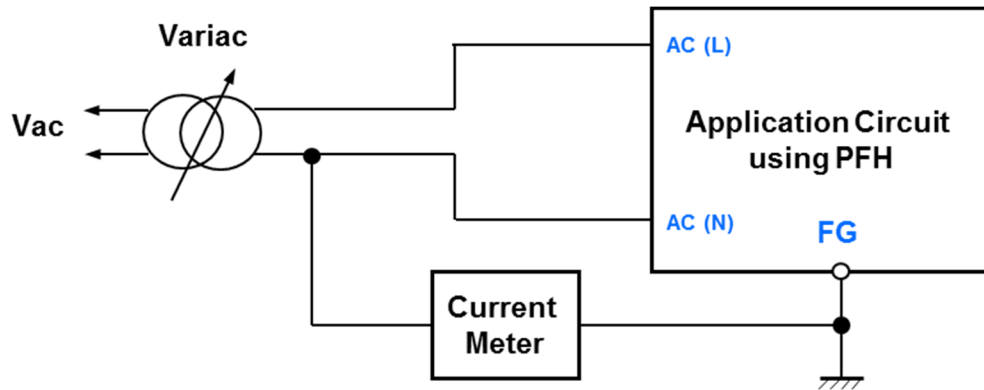 Variac
Vac
AC (L)
Application Circuit
using PFH
AC (N)
FG
Current
Meter